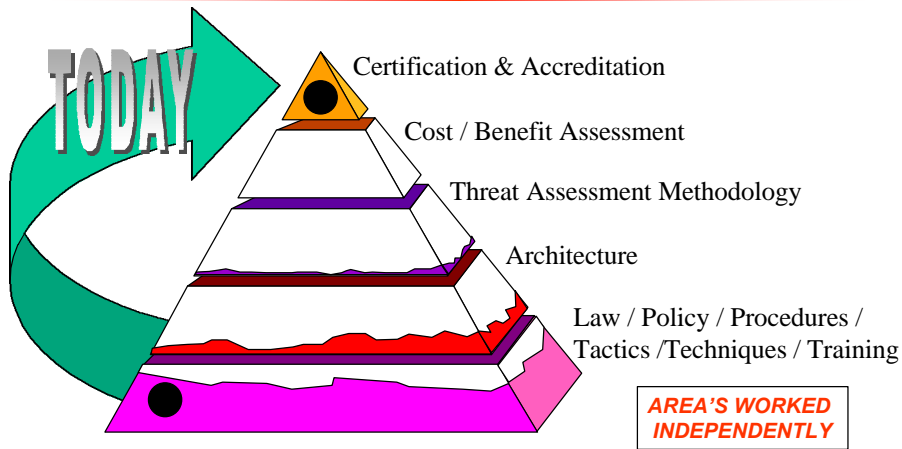 TODAY
Certification & Accreditation
Cost / Benefit Assessment
Threat Assessment Methodology
Architecture
Law / Policy / Procedures /
Tactics /Techniques / Training
AREA'S WORKED
INDEPENDENTLY